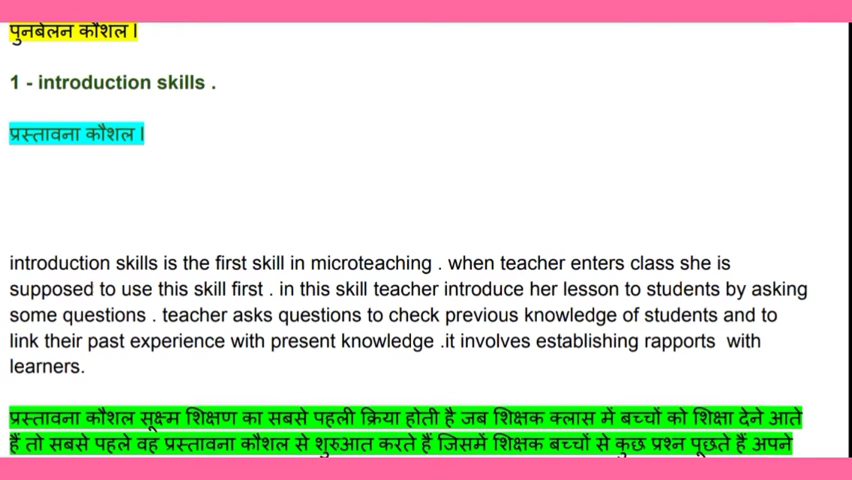 पुनबेलन कौशल l
1 - introduction skills .
प्रस्तावना कौशल l
introduction skills is the first skill in microteaching . when teacher enters class she is
supposed to use this skill first . in this skill teacher introduce her lesson to students by asking
some questions . teacher asks questions to check previous knowledge of students and to
link their past experience with present knowledge .it involves establishing rapports with
learners.
प्रस्तावना कौशल सूक्ष्म शिक्षण का सबसे पहली क्रिया होती है जब शिक्षक क्लास में बच्चों को शिक्षा देने आते
हैं तो सबसे पहले वह प्रस्तावना कौशल से शुरुआत करते हैं जिसमें शिक्षक बच्चों से कुछ प्रश्न पूछते हैं अपने